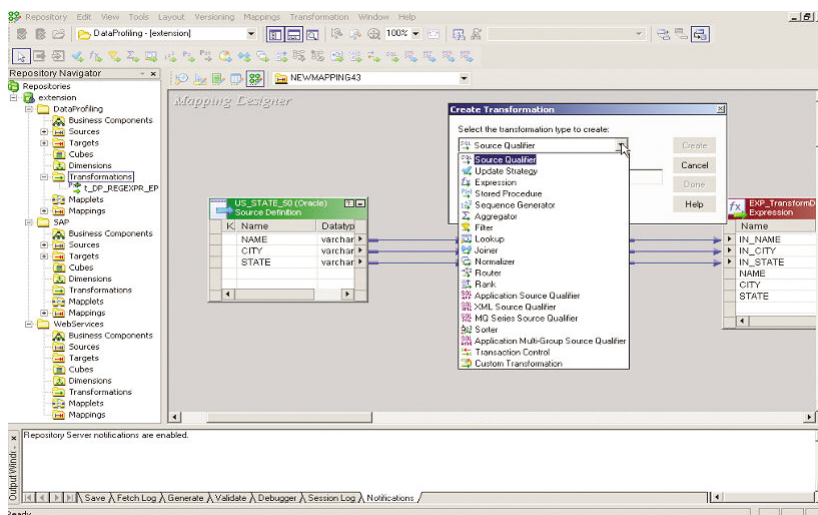 Repository Edit View Tools Layout Versioning Mappings Transformation Window Help
DataProfiling - [extension]
100%
Repository Navigator
NEWMAPPING43
Repositories
extension
DataProfiling
Business Components
Sources
Targets
Cubes
Dimensions
Transformations
t_DP_REGEXPR_EP
Mapplets
Mappings
SAP
Business Components
Sources
Targets
Cubes
Dimensions
Transformations
Mapplets
Mappings
WebServices
Business Components
Sources
Targets
Cubes
Dimensions
Transformations
Mapplets
Mappings
Mapping Designer
US_STATE_50 (Oracle)
Source Definition
K Name Datatyp
NAME varchar
CITY varchar
STATE varchar
Create Transformation
Select the transformation type to create:
Source Qualifier
Create
Cancel
Done
Help
Source Qualifier
Update Strategy
Expression
Stored Procedure
Sequence Generator
Aggregator
Filter
Lookup
Joiner
Normalizer
Router
Rank
Application Source Qualifier
XML Source Qualifier
MQ Series Source Qualifier
Sorter
Application Multi-Group Source Qualifier
Transaction Control
Custom Transformation
EXP_TransformD
Expression
Name
IN_NAME
IN_CITY
IN_STATE
NAME
CITY
STATE
Repository Server notifications are enabled.
Output Windo
Save Fetch Log Generate Validate Debugger Session Log Notifications
Ready